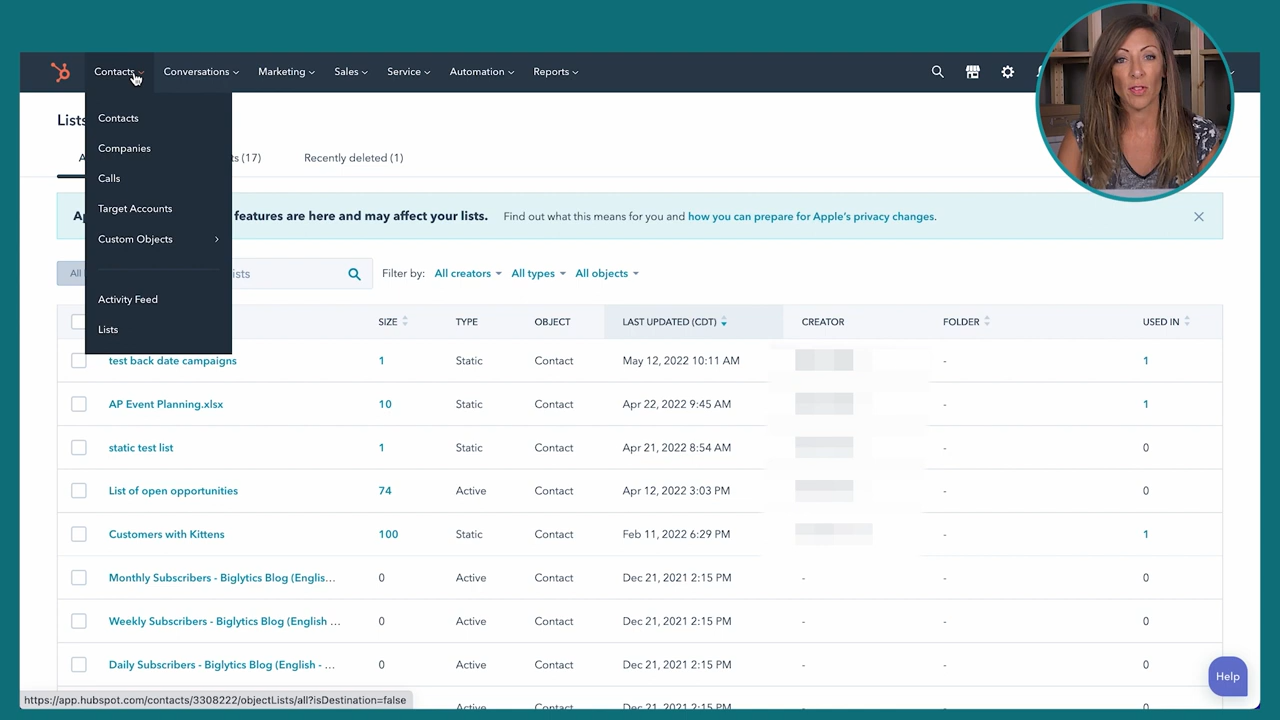 Contacts Conversations Marketing Sales Service Automation Reports
Contacts
Companies
Calls
Target Accounts
Custom Objects
Activity Feed
Lists
Lists
(17) Recently deleted (1)
features are here and may affect your lists. Find out what this means for you and how you can prepare for Apple's privacy changes.
All Filter by: All creators All types All objects
SIZE TYPE OBJECT LAST UPDATED (CDT) CREATOR FOLDER USED IN
test back date campaigns 1 Static Contact May 12, 2022 10:11 AM - 1
AP Event Planning.xlsx 10 Static Contact Apr 22, 2022 9:45 AM - 1
static test list 1 Static Contact Apr 21, 2022 8:54 AM - 0
List of open opportunities 74 Active Contact Apr 12, 2022 3:03 PM - 0
Customers with Kittens 100 Static Contact Feb 11, 2022 6:29 PM - 1
Monthly Subscribers - Biglytics Blog (Englis... 0 Active Contact Dec 21, 2021 2:15 PM - - 0
Weekly Subscribers - Biglytics Blog (English ... 0 Active Contact Dec 21, 2021 2:15 PM - - 0
Daily Subscribers - Biglytics Blog (English - ... 0 Active Contact Dec 21, 2021 2:15 PM - - 0
Help
https://app.hubspot.com/contacts/3308222/objectLists/all?isDestination=false